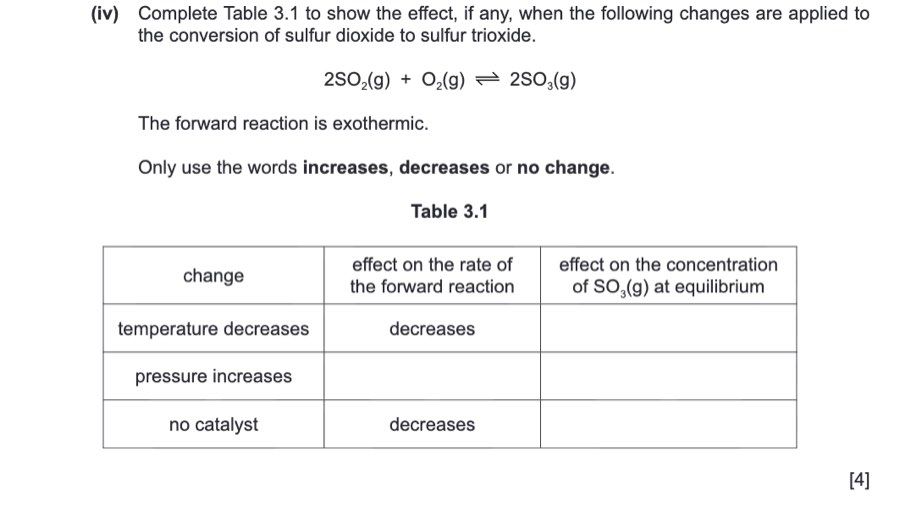 (iv) Complete Table 3.1 to show the effect, if any, when the following changes are applied to
the conversion of sulfur dioxide to sulfur trioxide.
2SO₂(g) + O₂(g) ⇌ 2SO₃(g)
The forward reaction is exothermic.
Only use the words increases, decreases or no change.
Table 3.1
change
effect on the rate of
the forward reaction
effect on the concentration
of SO₃(g) at equilibrium
temperature decreases
decreases
pressure increases
no catalyst
decreases
[4]